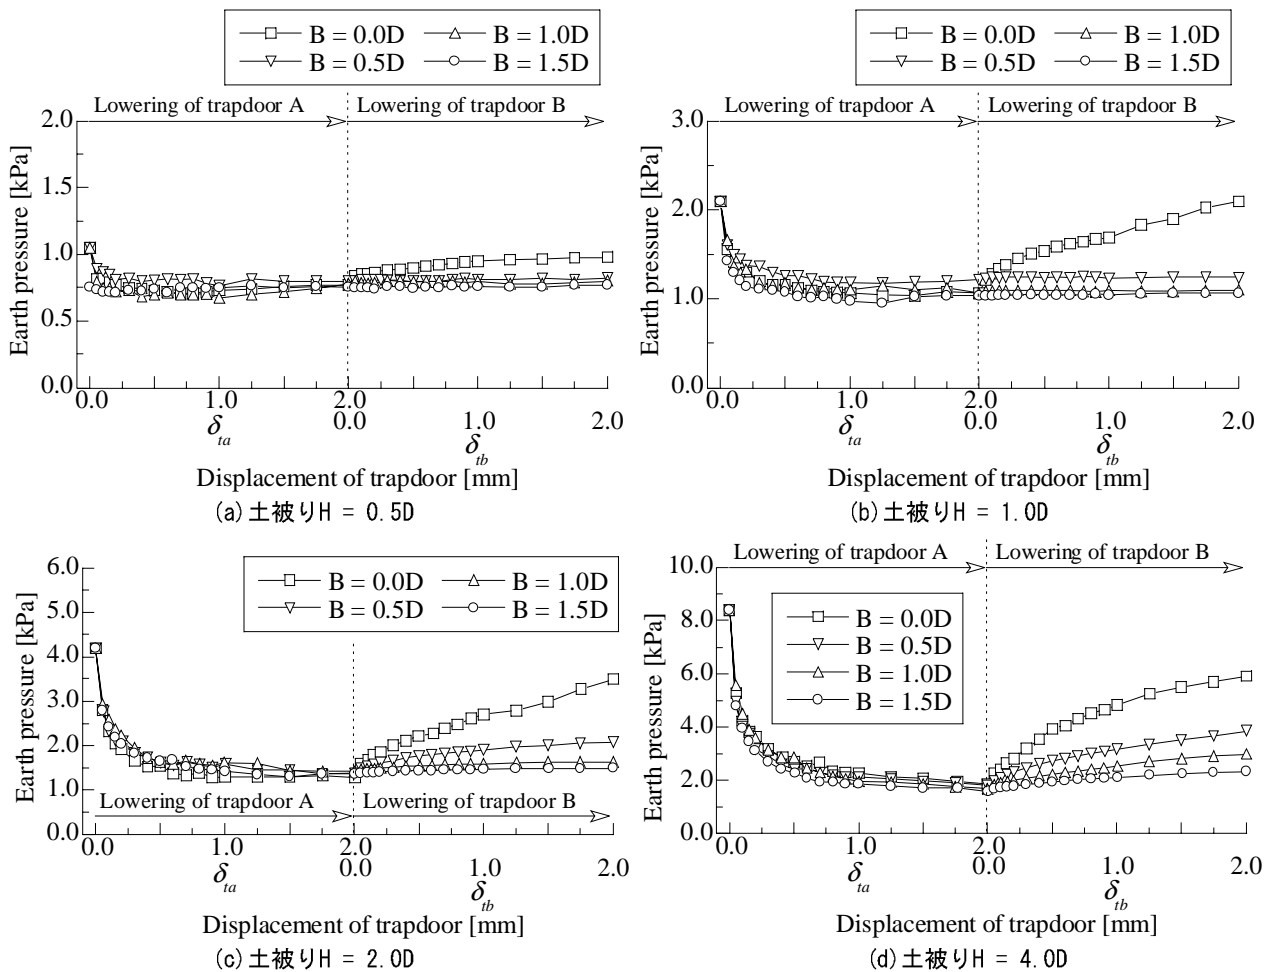 B = 0.0D B = 1.0D
B = 0.5D B = 1.5D
Lowering of trapdoor A Lowering of trapdoor B
2.0
1.5
1.0
0.5
0.0
Earth pressure [kPa]
0.0 1.0 2.0
0.0 1.0 2.0
δta δtb
Displacement of trapdoor [mm]
(a)土被りH = 0.5D
B = 0.0D B = 1.0D
B = 0.5D B = 1.5D
Lowering of trapdoor A Lowering of trapdoor B
3.0
2.0
1.0
0.0
Earth pressure [kPa]
0.0 1.0 2.0
0.0 1.0 2.0
δta δtb
Displacement of trapdoor [mm]
(b)土被りH = 1.0D
6.0
5.0
4.0
3.0
2.0
1.0
0.0
Earth pressure [kPa]
B = 0.0D B = 1.0D
B = 0.5D B = 1.5D
Lowering of trapdoor A Lowering of trapdoor B
0.0 1.0 2.0
0.0 1.0 2.0
δta δtb
Displacement of trapdoor [mm]
(c)土被りH = 2.0D
Lowering of trapdoor A Lowering of trapdoor B
10.0
8.0
6.0
4.0
2.0
0.0
Earth pressure [kPa]
B = 0.0D
B = 0.5D
B = 1.0D
B = 1.5D
0.0 1.0 2.0
0.0 1.0 2.0
δta δtb
Displacement of trapdoor [mm]
(d)土被りH = 4.0D